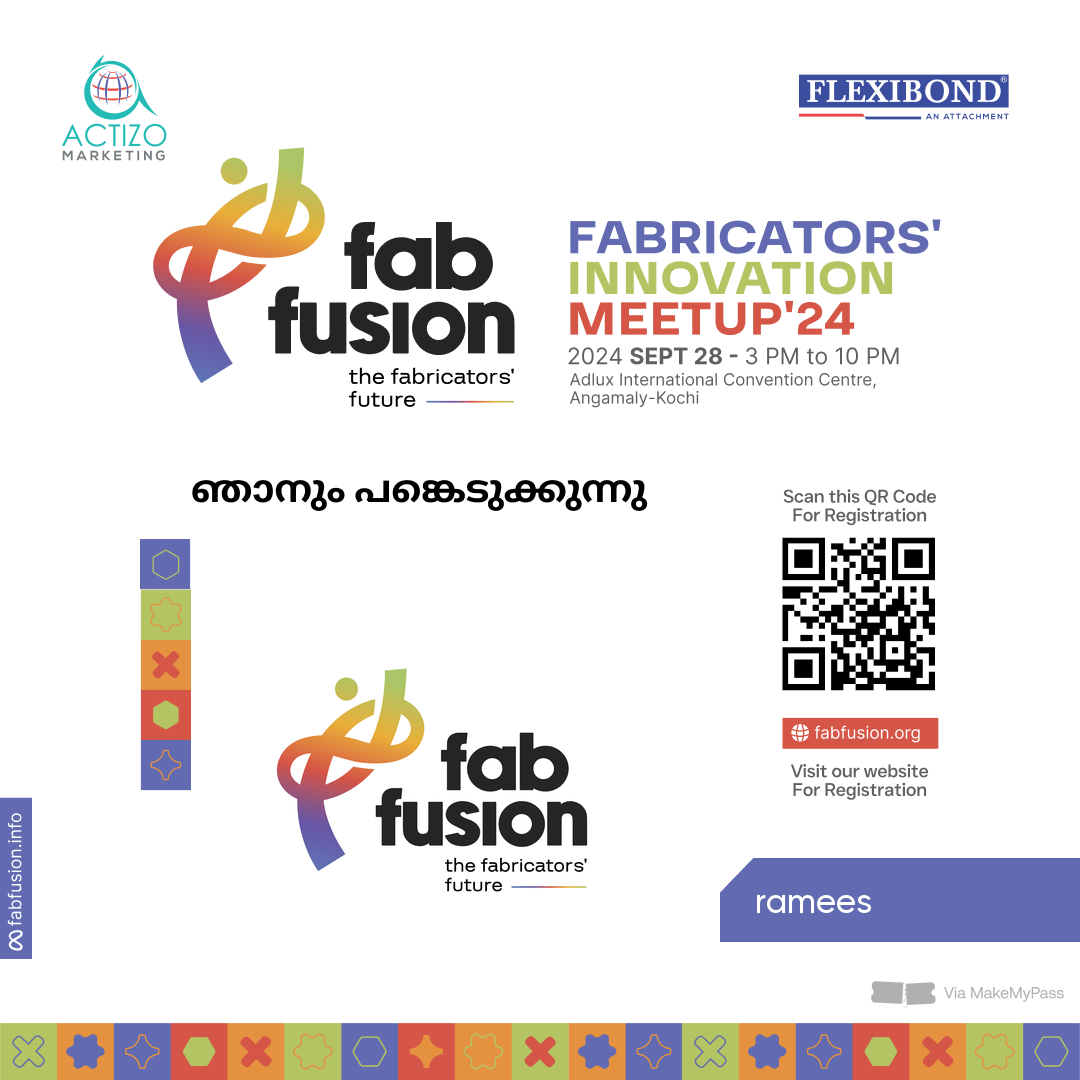 ACTIZO
MARKETING
FLEXIBOND®
AN ATTACHMENT
fab
fusion
the fabricators'
future
FABRICATORS'
INNOVATION
MEETUP'24
2024 SEPT 28 - 3 PM to 10 PM
Adlux International Convention Centre,
Angamaly-Kochi
ഞാനും പങ്കെടുക്കുന്നു
Scan this QR Code
For Registration
fabfusion.org
Visit our website
For Registration
fab
fusion
the fabricators'
future
fabfusion.info
ramees
Via MakeMyPass